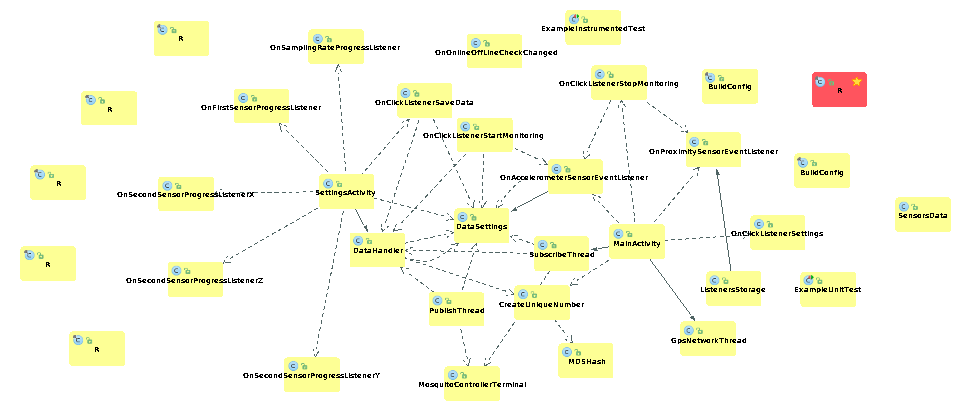 ExampleInstrumentedTest
R
OnSamplingRateProgressListener
OnOnlineOffLineCheckChanged
OnClickListenerStopMonitoring
BuildConfig
R
R
OnFirstSensorProgressListener
OnClickListenerSaveData
OnClickListenerStartMonitoring
OnProximitySensorEventListener
BuildConfig
R
OnSecondSensorProgressListenerX
SettingsActivity
OnAccelerometerSensorEventListener
SensorsData
DataSettings
OnClickListenerSettings
R
DataHandler
SubscribeThread
MainActivity
OnSecondSensorProgressListenerZ
ListenersStorage
ExampleUnitTest
PublishThread
CreateUniqueNumber
GpsNetworkThread
R
MD5Hash
OnSecondSensorProgressListenerY
MosquitoControllerTerminal